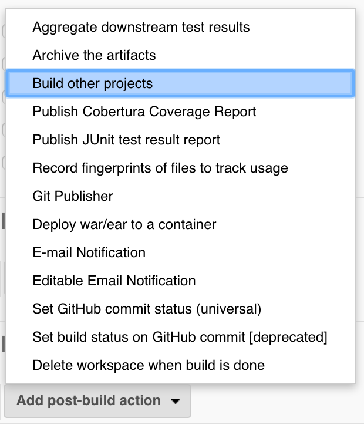 Aggregate downstream test results
Archive the artifacts
Build other projects
Publish Cobertura Coverage Report
Publish JUnit test result report
Record fingerprints of files to track usage
Git Publisher
Deploy war/ear to a container
E-mail Notification
Editable Email Notification
Set GitHub commit status (universal)
Set build status on GitHub commit [deprecated]
Delete workspace when build is done
Add post-build action